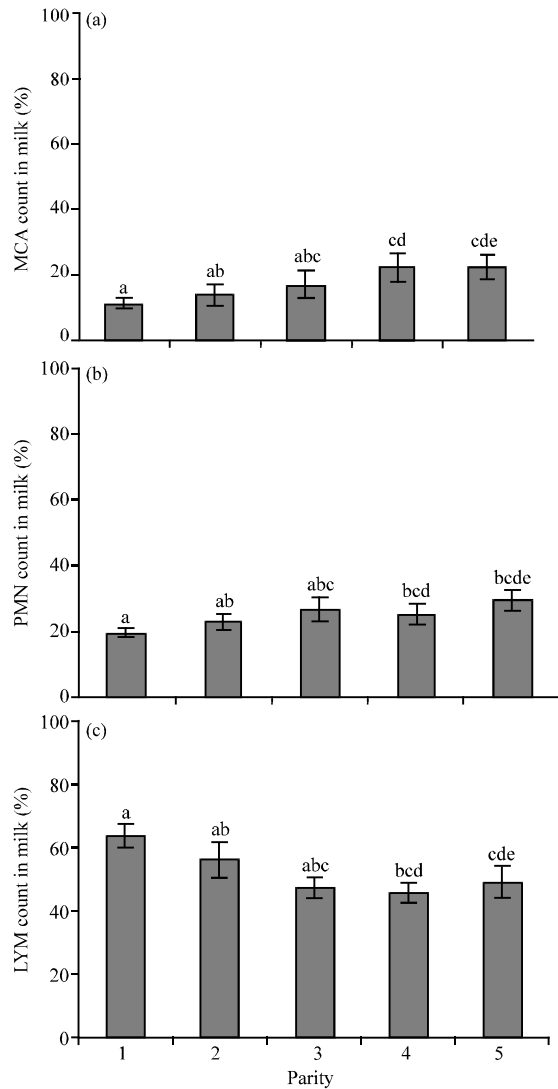 (a)
MCA count in milk (%)
100
80
60
40
20
0
a
ab
abc
cd
cde
(b)
PMN count in milk (%)
100
80
60
40
20
0
a
ab
abc
bcd
bcde
(c)
LYM count in milk (%)
100
80
60
40
20
0
a
ab
abc
bcd
cde
1 2 3 4 5
Parity